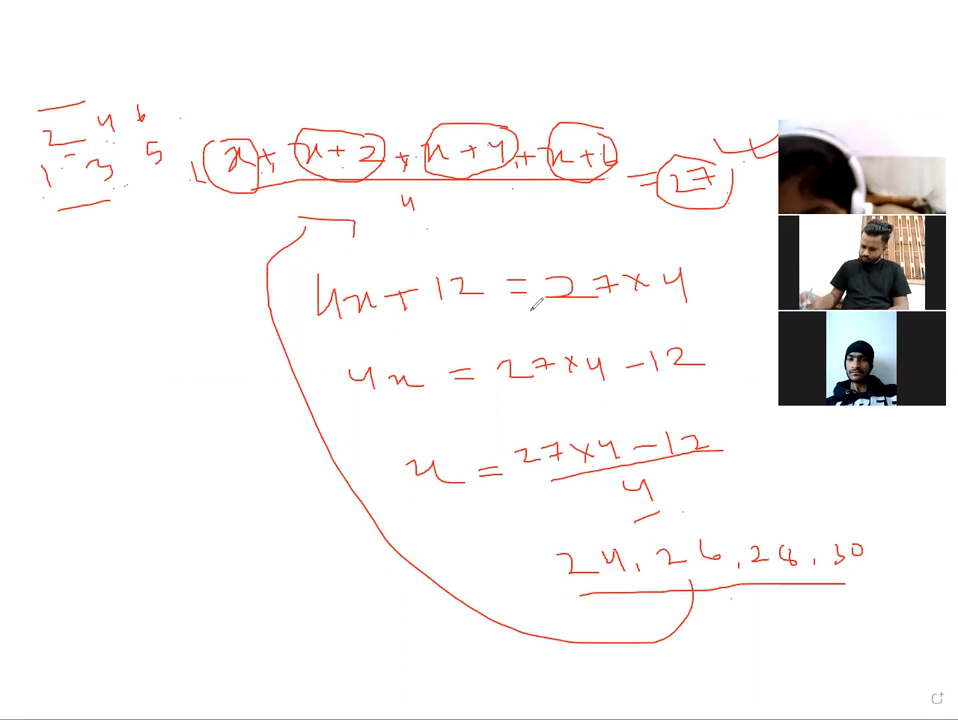 2 4 6
1 3 5
x + x+2 + x+4 + x+6 = 27
4
4x + 12 = 27 × 4
4x = 27 × 4 - 12
x = 27 × 4 - 12
4
24, 26, 28, 30